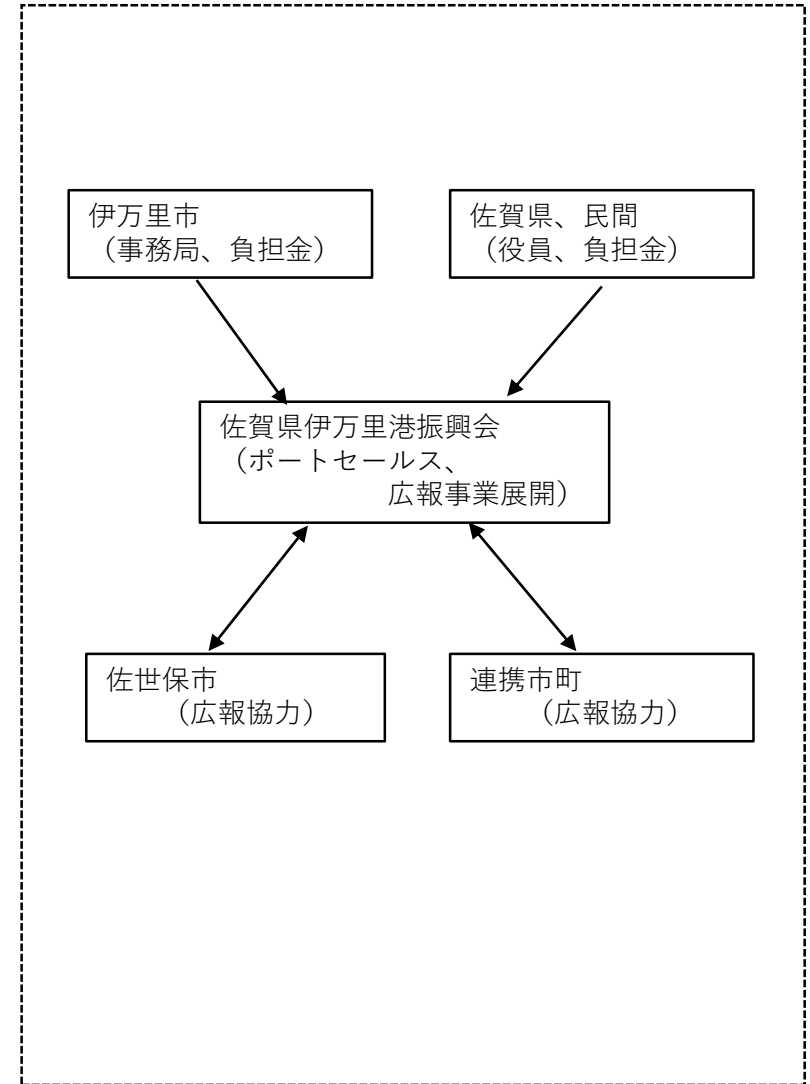 伊万里市
（事務局、負担金）
佐賀県、民間
（役員、負担金）
佐賀県伊万里港振興会
（ポートセールス、
広報事業展開）
佐世保市
（広報協力）
連携市町
（広報協力）